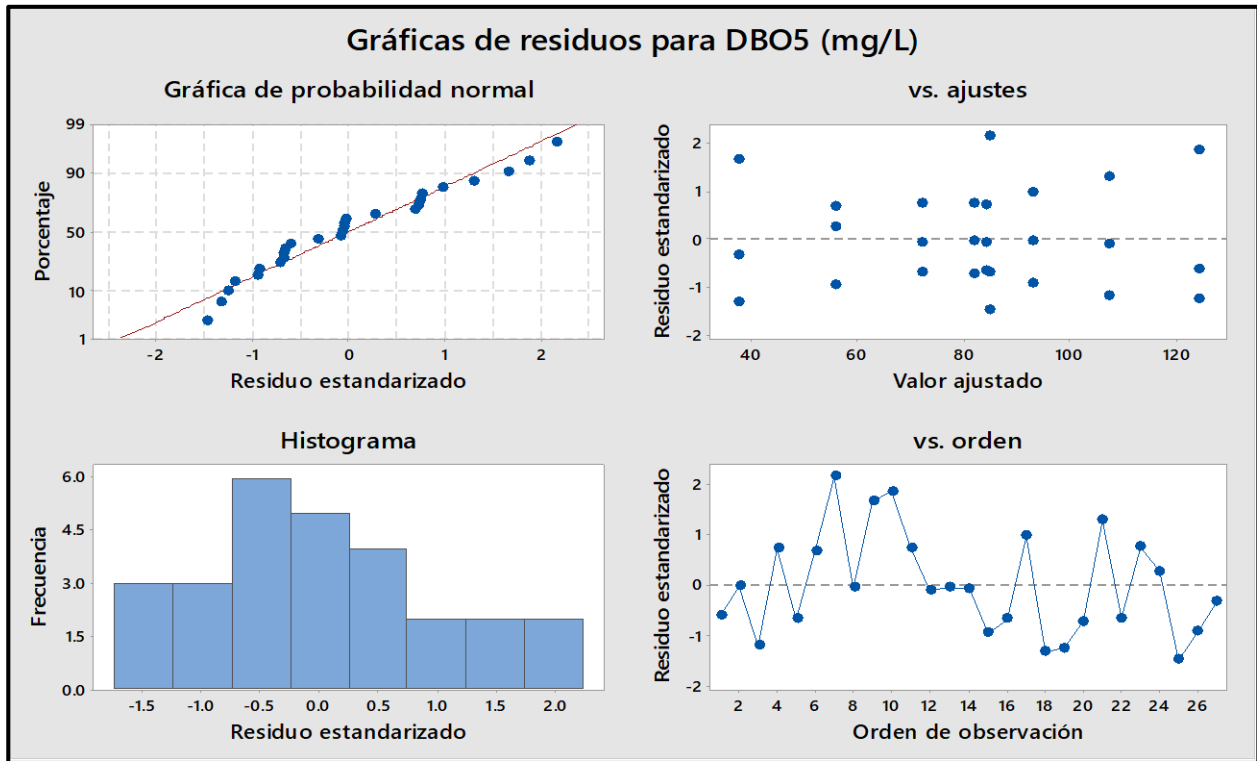 Gráficas de residuos para DBO5 (mg/L)
Gráfica de probabilidad normal
99
90
50
10
1
Porcentaje
-2 -1 0 1 2
Residuo estandarizado
vs. ajustes
2
1
0
-1
-2
Residuo estandarizado
40 60 80 100 120
Valor ajustado
Histograma
6.0
4.5
3.0
1.5
0.0
Frecuencia
-1.5 -1.0 -0.5 0.0 0.5 1.0 1.5 2.0
Residuo estandarizado
vs. orden
2
1
0
-1
-2
Residuo estandarizado
2 4 6 8 10 12 14 16 18 20 22 24 26
Orden de observación